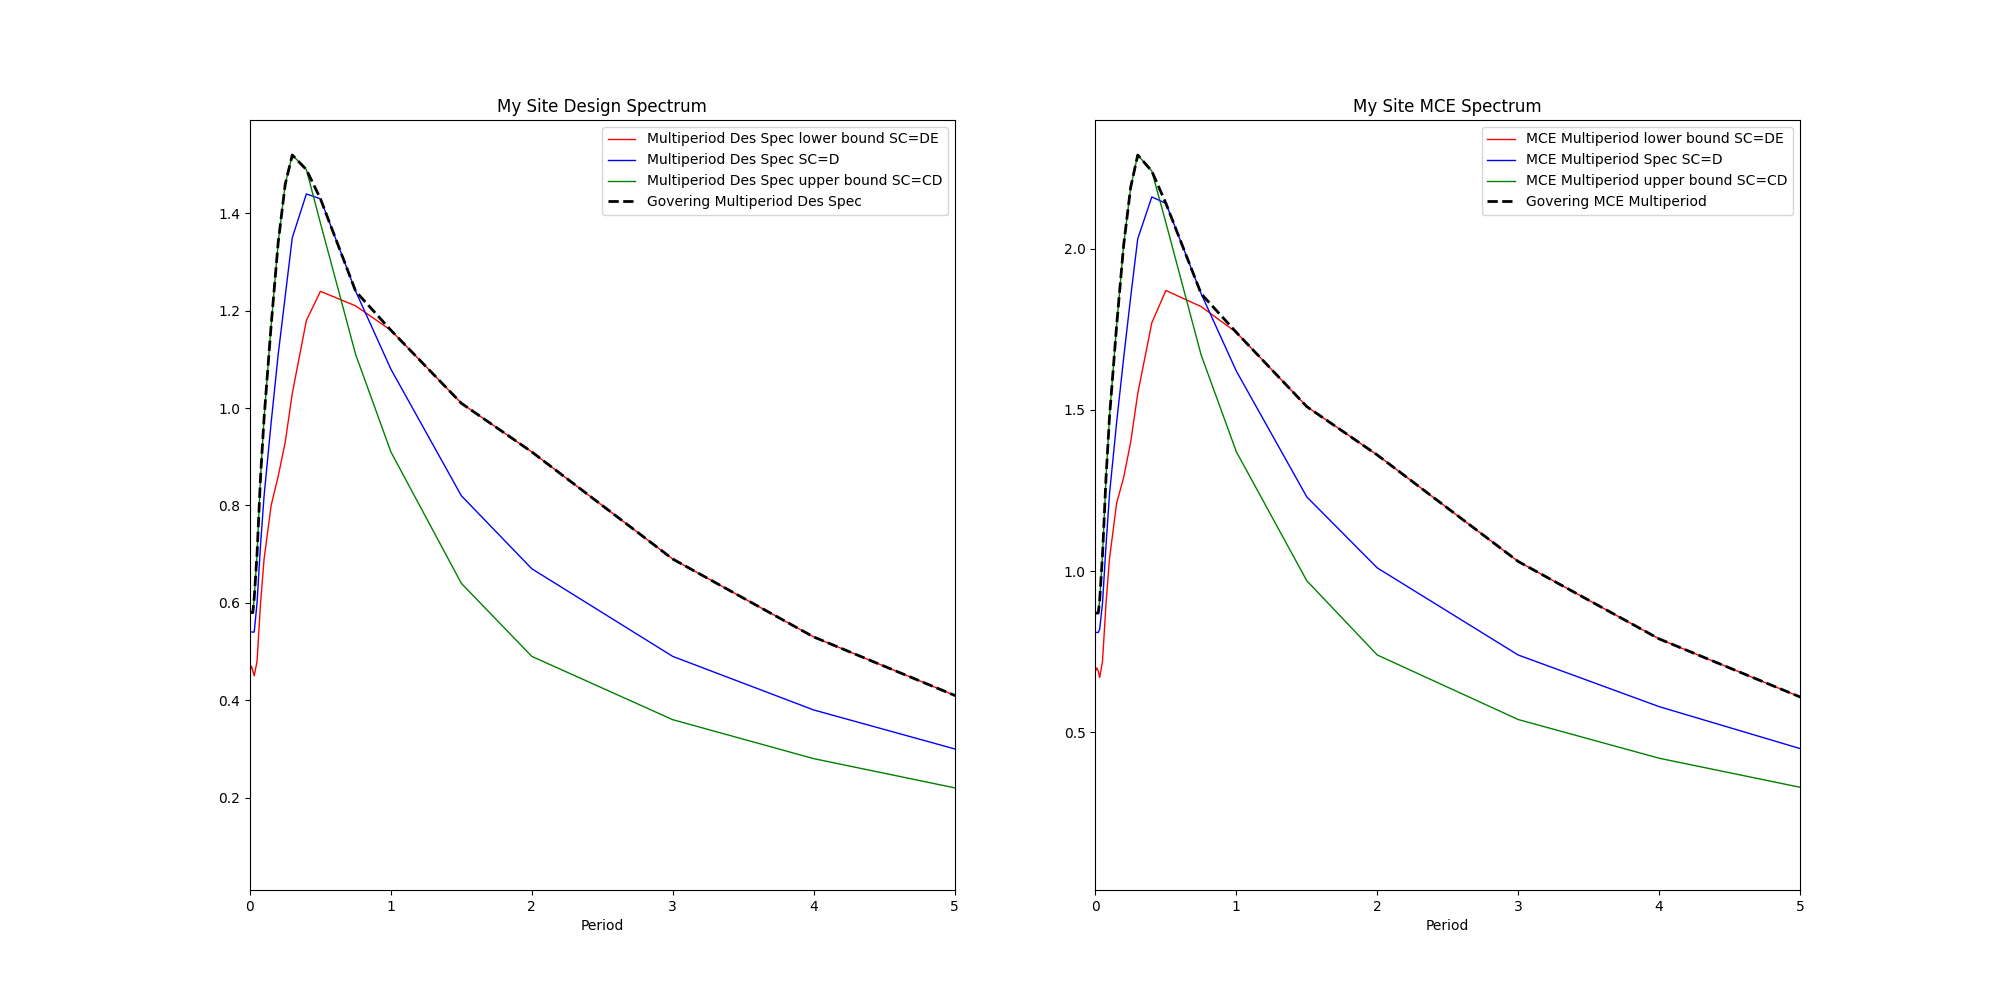 My Site Design Spectrum
Multiperiod Des Spec lower bound SC=DE
Multiperiod Des Spec SC=D
Multiperiod Des Spec upper bound SC=CD
Govering Multiperiod Des Spec
1.4
1.2
1.0
0.8
0.6
0.4
0.2
0 1 2 3 4 5
Period
My Site MCE Spectrum
MCE Multiperiod lower bound SC=DE
MCE Multiperiod Spec SC=D
MCE Multiperiod upper bound SC=CD
Govering MCE Multiperiod
2.0
1.5
1.0
0.5
0 1 2 3 4 5
Period